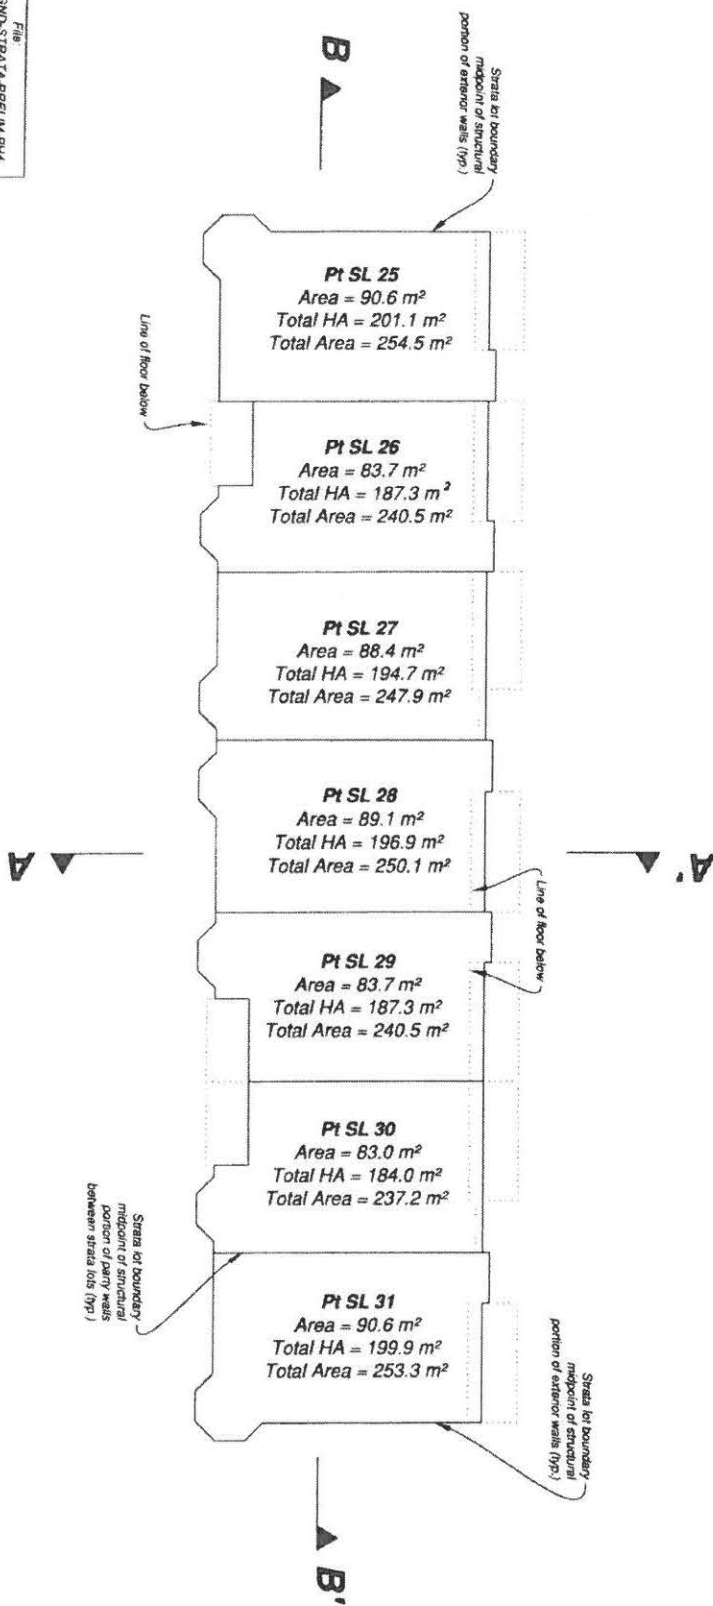 File:
GND-STRATA-PRELIM-PH4
B
Strata lot boundary
midpoint of structural
portion of exterior walls (typ.)
Pt SL 25
Area = 90.6 m²
Total HA = 201.1 m²
Total Area = 254.5 m²
Line of floor below
Pt SL 26
Area = 83.7 m²
Total HA = 187.3 m²
Total Area = 240.5 m²
Pt SL 27
Area = 88.4 m²
Total HA = 194.7 m²
Total Area = 247.9 m²
Pt SL 28
Area = 89.1 m²
Total HA = 196.9 m²
Total Area = 250.1 m²
A
A'
Line of floor below
Pt SL 29
Area = 83.7 m²
Total HA = 187.3 m²
Total Area = 240.5 m²
Pt SL 30
Area = 83.0 m²
Total HA = 184.0 m²
Total Area = 237.2 m²
Strata lot boundary
midpoint of structural
portion of party walls
between strata lots (typ.)
Pt SL 31
Area = 90.6 m²
Total HA = 199.9 m²
Total Area = 253.3 m²
Strata lot boundary
midpoint of structural
portion of exterior walls (typ.)
B'